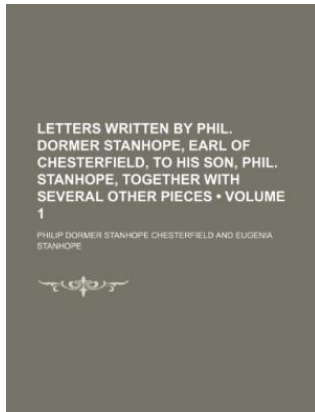 LETTERS WRITTEN BY PHIL.
DORMER STANHOPE, EARL OF
CHESTERFIELD, TO HIS SON, PHIL.
STANHOPE, TOGETHER WITH
SEVERAL OTHER PIECES (VOLUME
1
PHILIP DORMER STANHOPE CHESTERFIELD AND EUGENIA
STANHOPE